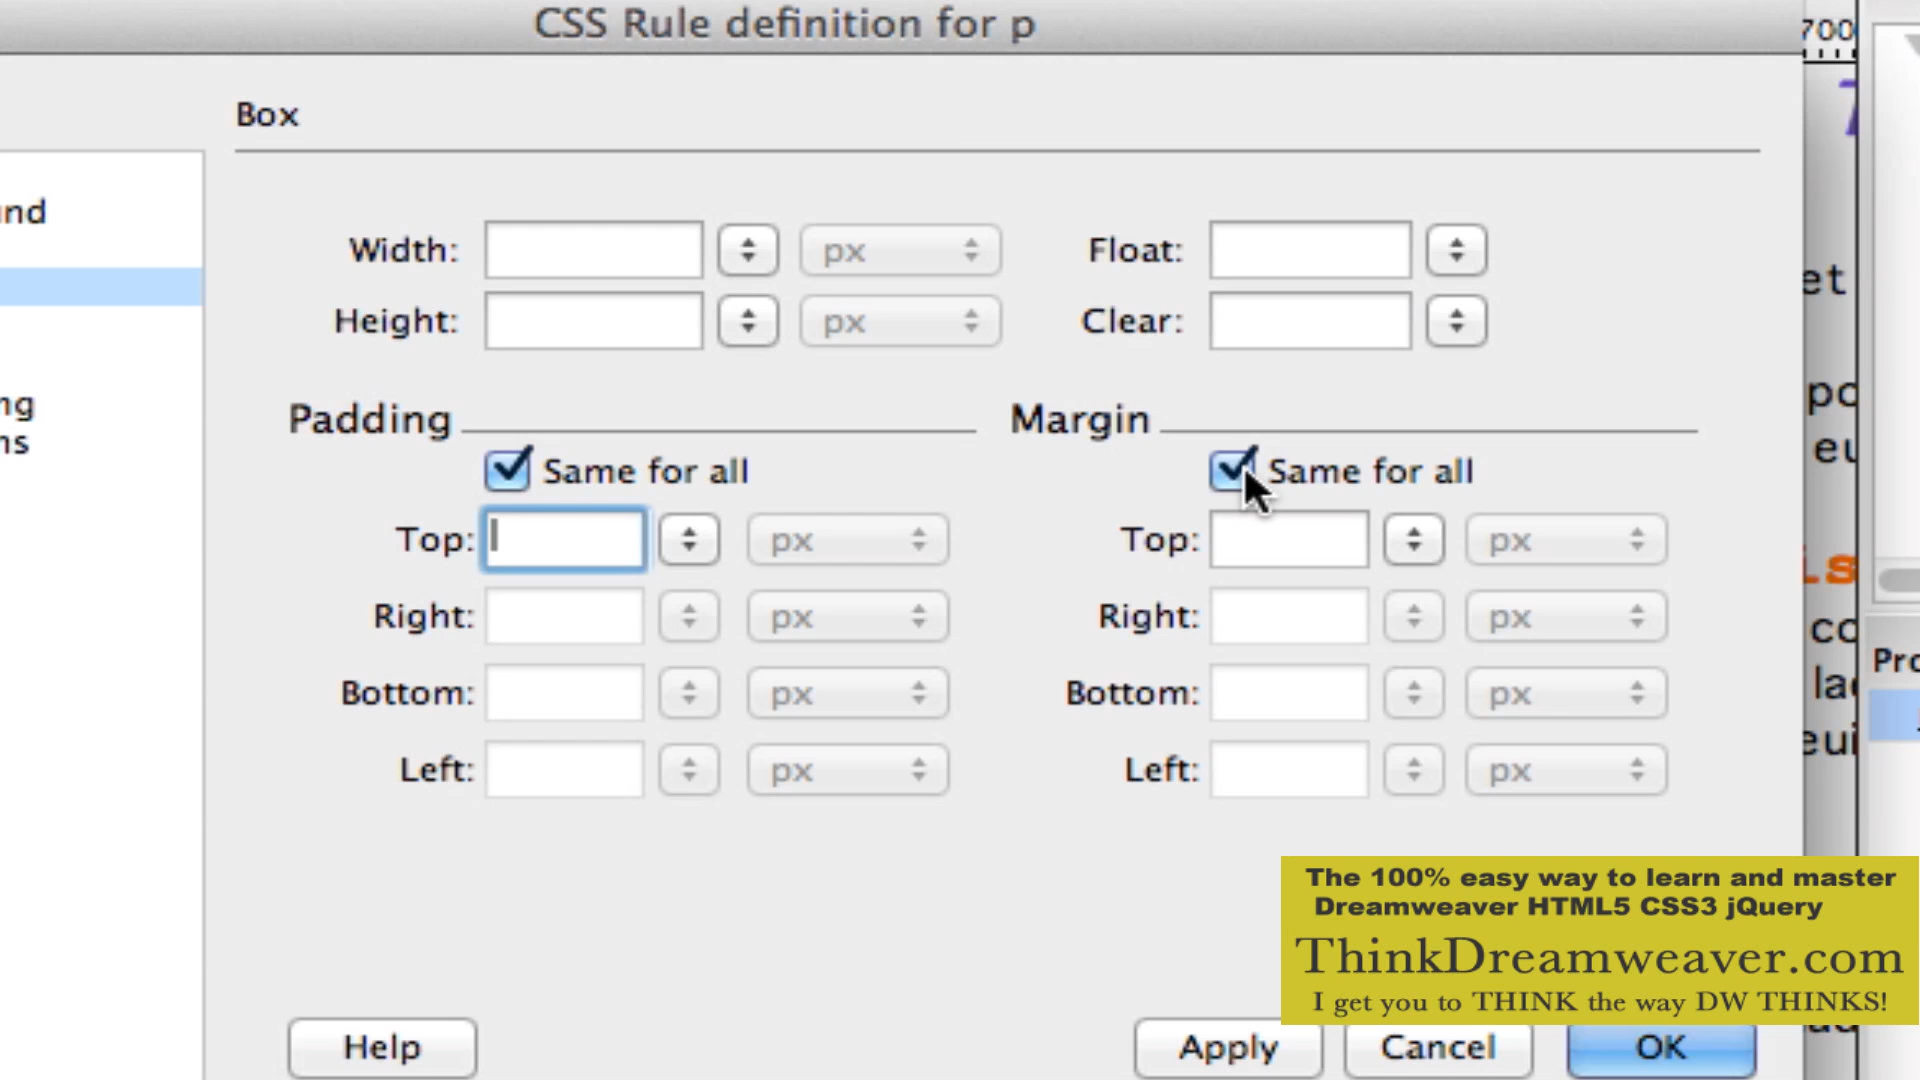 CSS Rule definition for p
700
Box
Width:
px
Float:
et
Height:
px
Clear:
Padding
Margin
Same for all
Same for all
Top:
px
Top:
px
Right:
px
Right:
px
Bottom:
px
Bottom:
px
Left:
px
Left:
px
The 100% easy way to learn and master
Dreamweaver HTML5 CSS3 jQuery
ThinkDreamweaver.com
I get you to THINK the way DW THINKS!
Help
Apply
Cancel
OK